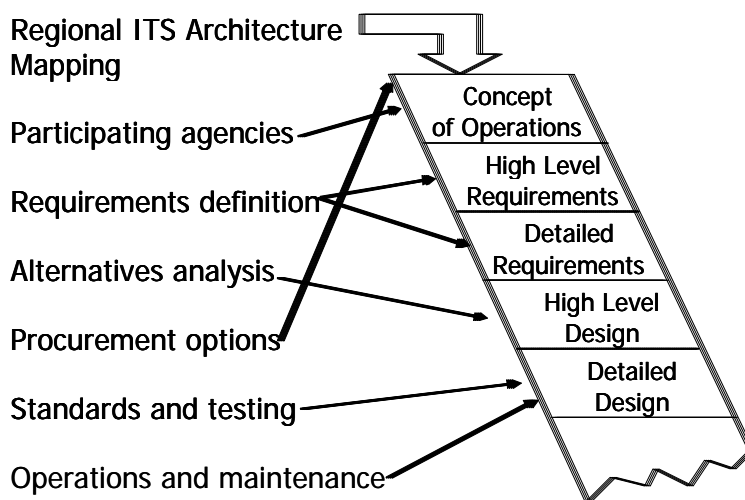 Regional ITS Architecture
Mapping
Participating agencies
Requirements definition
Alternatives analysis
Procurement options
Standards and testing
Operations and maintenance
Concept
of Operations
High Level
Requirements
Detailed
Requirements
High Level
Design
Detailed
Design